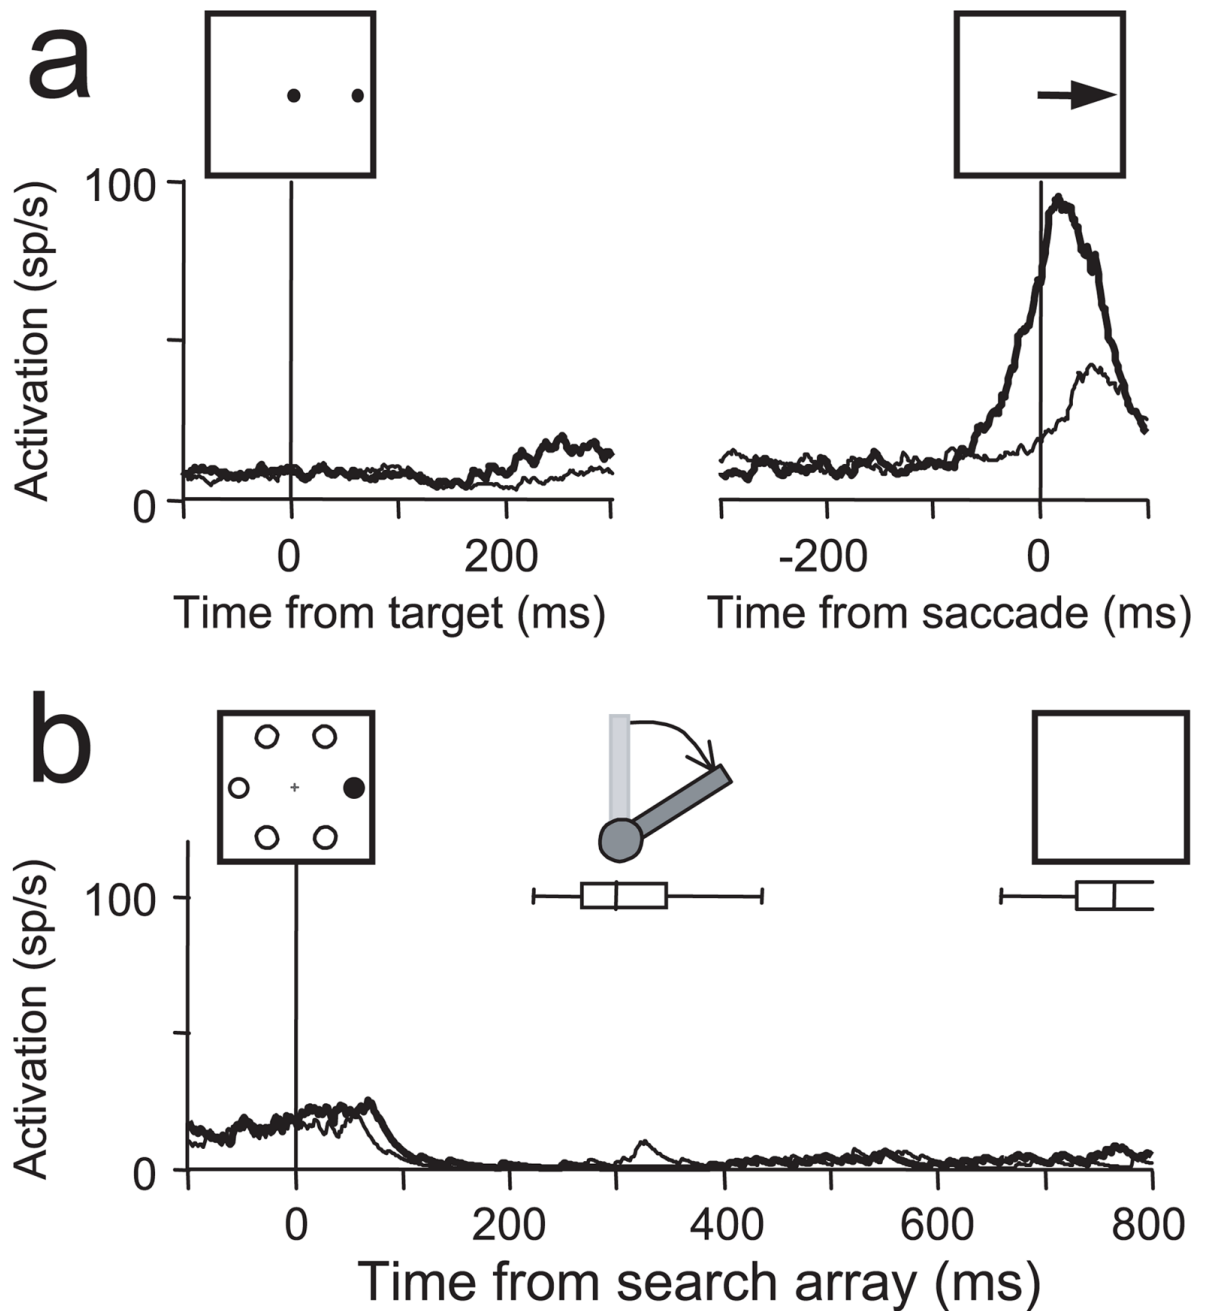 a
100
0
Activation (sp/s)
0 200
Time from target (ms)
-200 0
Time from saccade (ms)
b
100
0
Activation (sp/s)
0 200 400 600 800
Time from search array (ms)